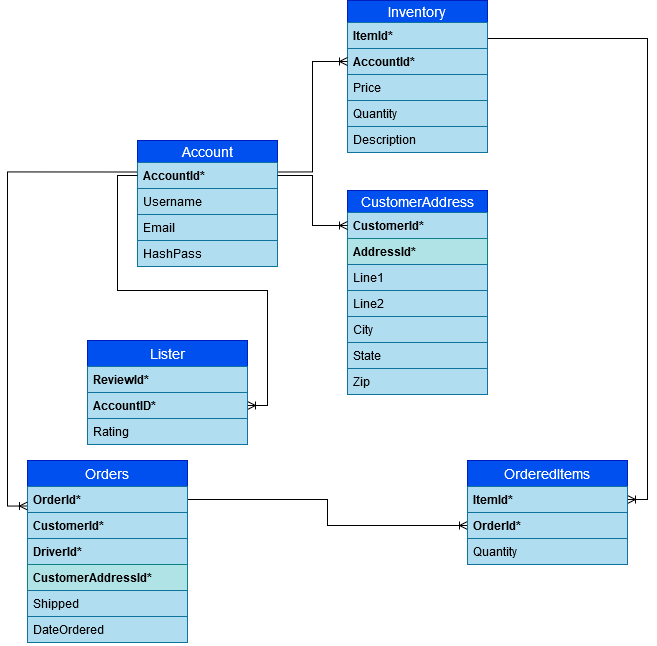 Inventory
ItemId*
AccountId*
Price
Quantity
Description
Account
AccountId*
Username
Email
HashPass
CustomerAddress
CustomerId*
AddressId*
Line1
Line2
City
State
Zip
Lister
ReviewId*
AccountID*
Rating
Orders
OrderId*
CustomerId*
DriverId*
CustomerAddressId*
Shipped
DateOrdered
OrderedItems
ItemId*
OrderId*
Quantity